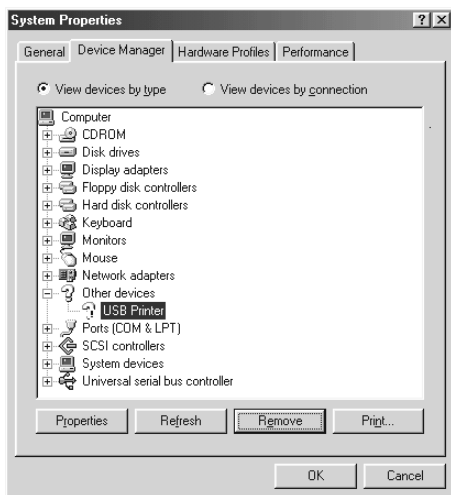 System Properties
General Device Manager Hardware Profiles Performance
View devices by type View devices by connection
Computer
CDROM
Disk drives
Display adapters
Floppy disk controllers
Hard disk controllers
Keyboard
Monitors
Mouse
Network adapters
Other devices
USB Printer
Ports (COM & LPT)
SCSI controllers
System devices
Universal serial bus controller
Properties Refresh Remove Print...
OK Cancel